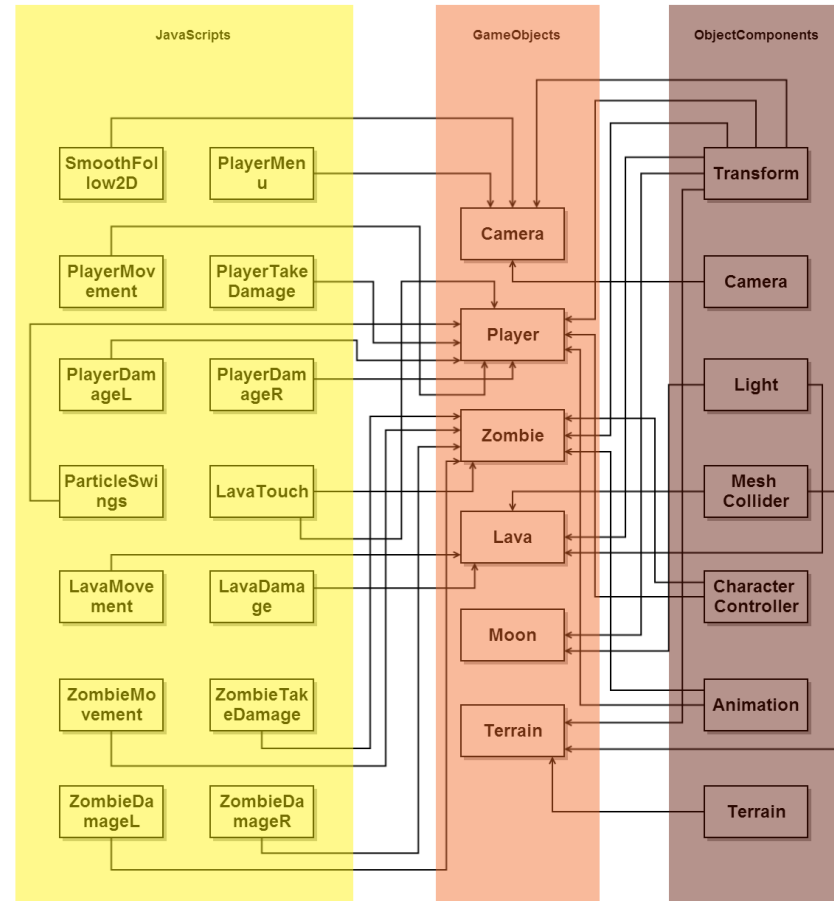 JavaScripts
GameObjects
ObjectComponents
SmoothFol
low2D
PlayerMen
u
Transform
Camera
PlayerMov
ement
PlayerTake
Damage
Camera
Player
PlayerDam
ageL
PlayerDam
ageR
Light
Zombie
ParticleSwi
ngs
LavaTouch
Mesh
Collider
Lava
LavaMove
ment
LavaDama
ge
Character
Controller
Moon
ZombieMo
vement
ZombieTak
eDamage
Animation
Terrain
ZombieDa
mageL
ZombieDa
mageR
Terrain